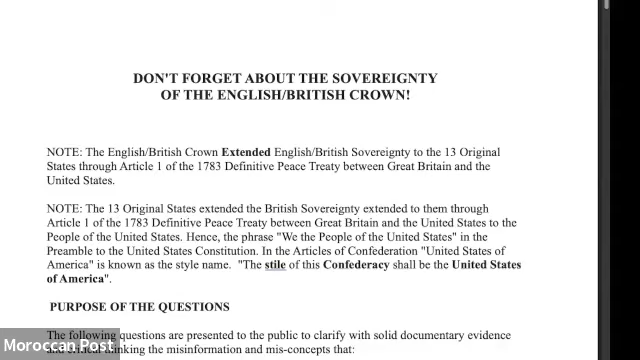 DON'T FORGET ABOUT THE SOVEREIGNTY
OF THE ENGLISH/BRITISH CROWN!
NOTE: The English/British Crown Extended English/British Sovereignty to the 13 Original
States through Article 1 of the 1783 Definitive Peace Treaty between Great Britain and the
United States.
NOTE: The 13 Original States extended the British Sovereignty extended to them through
Article 1 of the 1783 Definitive Peace Treaty between Great Britain and the United States to the
People of the United States. Hence, the phrase "We the People of the United States" in the
Preamble to the United States Constitution. In the Articles of Confederation "United States of
America" is known as the style name. "The stile of this Confederacy shall be the United States
of America".
PURPOSE OF THE QUESTIONS
The following questions are presented to the public to clarify with solid documentary evidence
and critical thinking the misinformation and mis-concepts that:
Moroccan Post